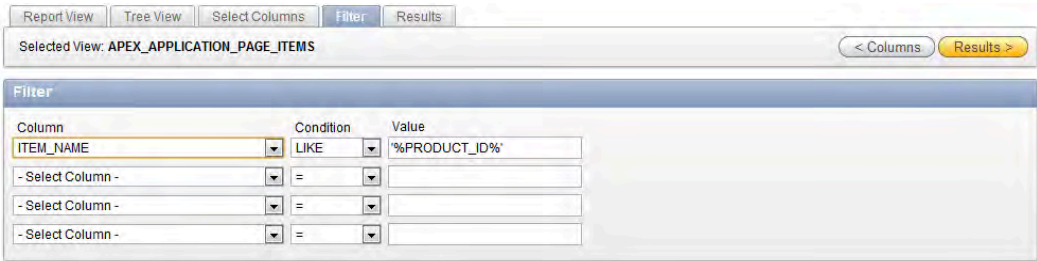 Report View Tree View Select Columns Filter Results
Selected View: APEX_APPLICATION_PAGE_ITEMS < Columns Results >
Filter
Column Condition Value
ITEM_NAME LIKE '%PRODUCT_ID%'
- Select Column - =
- Select Column - =
- Select Column - =